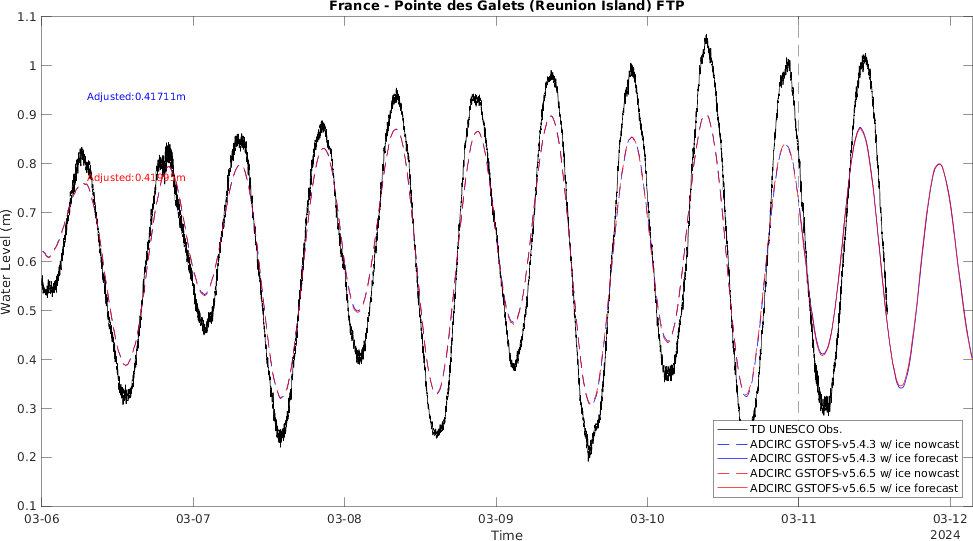 France - Pointe des Galets (Reunion Island) FTP
1.1
1
0.9
0.8
0.7
0.6
0.5
0.4
0.3
0.2
0.1
Water Level (m)
Adjusted:0.41711m
TD UNESCO Obs.
ADCIRC GSTOFS-v5.4.3 w/ ice nowcast
ADCIRC GSTOFS-v5.4.3 w/ ice forecast
ADCIRC GSTOFS-v5.6.5 w/ ice nowcast
ADCIRC GSTOFS-v5.6.5 w/ ice forecast
03-06 03-07 03-08 03-09 03-10 03-11 03-12
Time
2024